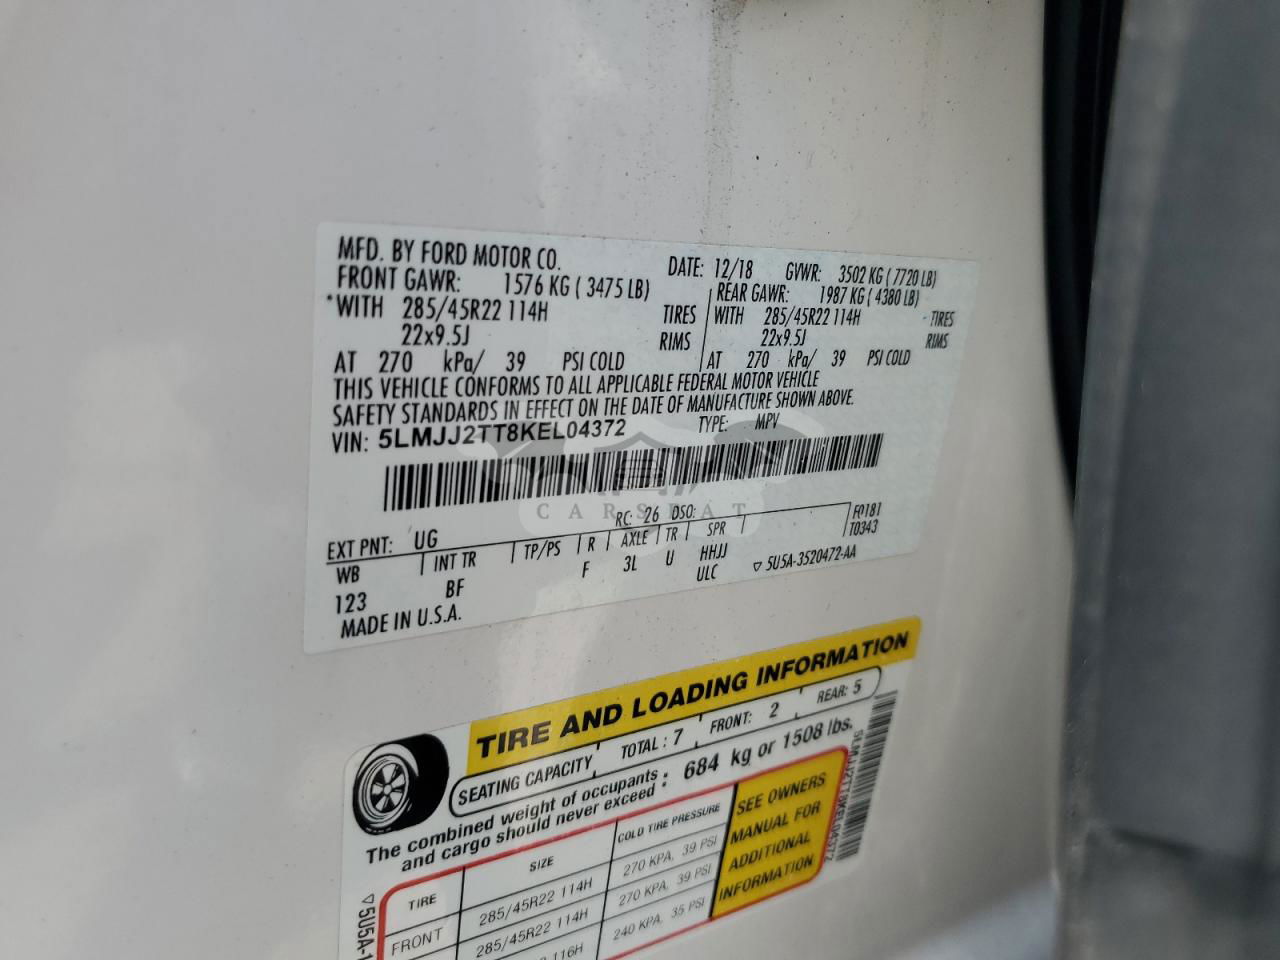 MFD. BY FORD MOTOR CO.
DATE: 12/18 GVWR: 3502 KG ( 7720 LB)
FRONT GAWR: 1576 KG ( 3475 LB) REAR GAWR: 1987 KG ( 4380 LB)
*WITH 285/45R22 114H TIRES WITH 285/45R22 114H TIRES
22x9.5J RIMS 22x9.5J RIMS
AT 270 kPa/ 39 PSI COLD AT 270 kPa/ 39 PSI COLD
THIS VEHICLE CONFORMS TO ALL APPLICABLE FEDERAL MOTOR VEHICLE
SAFETY STANDARDS IN EFFECT ON THE DATE OF MANUFACTURE SHOWN ABOVE.
VIN: 5LMJJ2TT8KEL04372 TYPE: MPV
CARSEAT
EXT PNT: UG RC: 26 DSO: F0181
WB INT TR TP/PS R AXLE TR SPR T0343
123 BF F 3L U HHJJ
ULC ▽ 5U5A-3520472-AA
MADE IN U.S.A.
TIRE AND LOADING INFORMATION
SEATING CAPACITY TOTAL : 7 FRONT: 2 REAR: 5
The combined weight of occupants and cargo should never exceed : 684 kg or 1508 lbs.
TIRE SIZE COLD TIRE PRESSURE
FRONT 285/45R22 114H 270 KPA, 39 PSI
285/45R22 114H 270 KPA, 39 PSI
116H 240 KPA, 35 PSI
SEE OWNERS
MANUAL FOR
ADDITIONAL
INFORMATION
5LMJJ2TT8KEL04372
▽5U5A-1